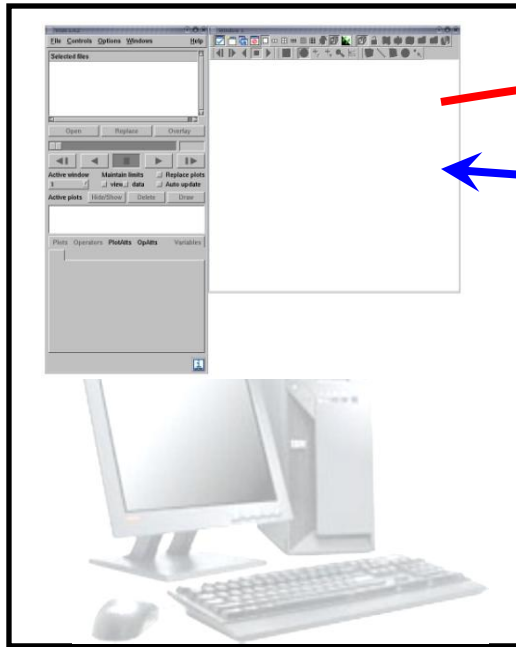 File Controls Options Windows Help
Selected files
Open Replace Overlay
Active window Maintain limits Replace plots
1 view data Auto update
Active plots Hide/Show Delete Draw
Plots Operators PlotAtts OpAtts Variables